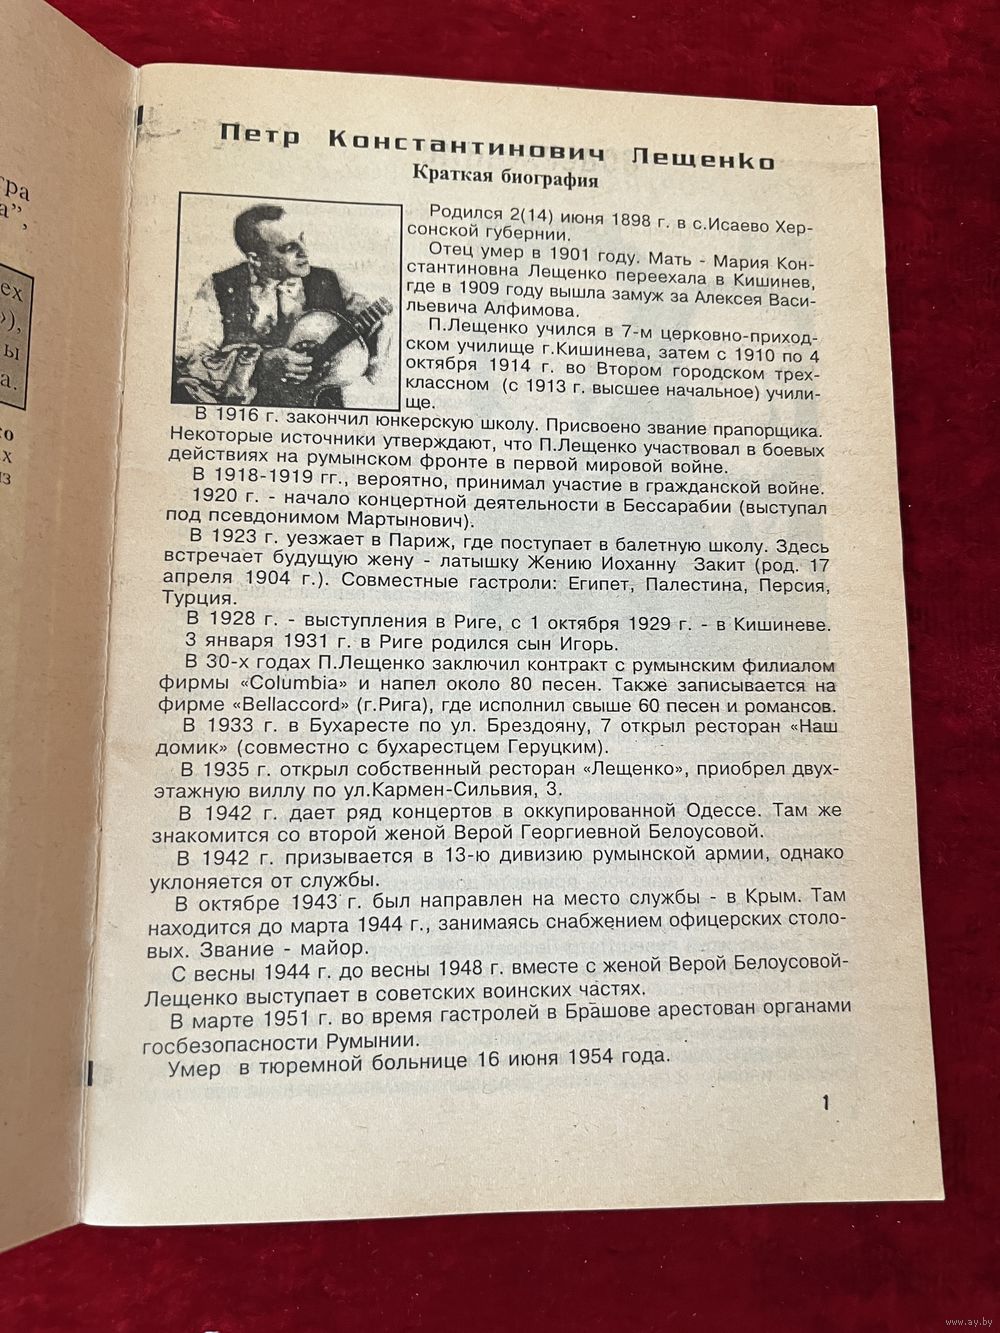 тра
а”,
ех
»),
ы
а.
о
х
из
Петр Константинович Лещенко
Краткая биография
Родился 2(14) июня 1898 г. в с.Исаево Хер-
сонской губернии.
Отец умер в 1901 году. Мать - Мария Кон-
стантиновна Лещенко переехала в Кишинев,
где в 1909 году вышла замуж за Алексея Васи-
льевича Алфимова.
П.Лещенко учился в 7-м церковно-приход-
ском училище г.Кишинева, затем с 1910 по 4
октября 1914 г. во Втором городском трех-
классном (с 1913 г. высшее начальное) учили-
ще.
В 1916 г. закончил юнкерскую школу. Присвоено звание прапорщика.
Некоторые источники утверждают, что П.Лещенко участвовал в боевых
действиях на румынском фронте в первой мировой войне.
В 1918-1919 гг., вероятно, принимал участие в гражданской войне.
1920 г. - начало концертной деятельности в Бессарабии (выступал
под псевдонимом Мартынович).
В 1923 г. уезжает в Париж, где поступает в балетную школу. Здесь
встречает будущую жену - латышку Жению Иоханну Закит (род. 17
апреля 1904 г.). Совместные гастроли: Египет, Палестина, Персия,
Турция.
В 1928 г. - выступления в Риге, с 1 октября 1929 г. - в Кишиневе.
3 января 1931 г. в Риге родился сын Игорь.
В 30-х годах П.Лещенко заключил контракт с румынским филиалом
фирмы «Columbia» и напел около 80 песен. Также записывается на
фирме «Bellaccord» (г.Рига), где исполнил свыше 60 песен и романсов.
В 1933 г. в Бухаресте по ул. Брездояну, 7 открыл ресторан «Наш
домик» (совместно с бухарестцем Геруцким).
В 1935 г. открыл собственный ресторан «Лещенко», приобрел двух-
этажную виллу по ул.Кармен-Сильвия, 3.
В 1942 г. дает ряд концертов в оккупированной Одессе. Там же
знакомится со второй женой Верой Георгиевной Белоусовой.
В 1942 г. призывается в 13-ю дивизию румынской армии, однако
уклоняется от службы.
В октябре 1943 г. был направлен на место службы - в Крым. Там
находится до марта 1944 г., занимаясь снабжением офицерских столо-
вых. Звание - майор.
С весны 1944 г. до весны 1948 г. вместе с женой Верой Белоусовой-
Лещенко выступает в советских воинских частях.
В марте 1951 г. во время гастролей в Брашове арестован органами
госбезопасности Румынии.
Умер в тюремной больнице 16 июня 1954 года.
1
www.ay.by